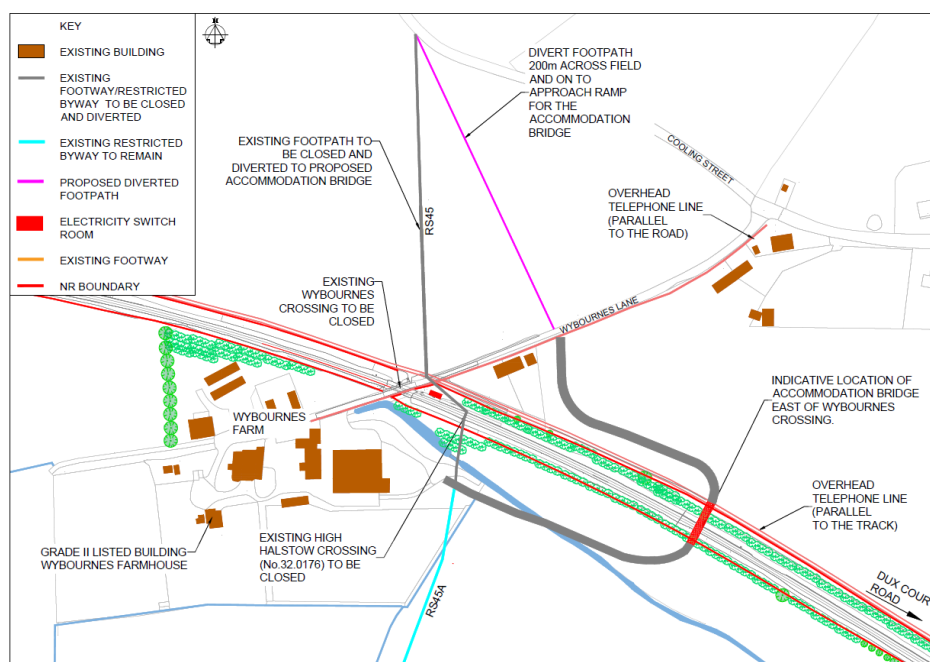 KEY
EXISTING BUILDING
EXISTING
FOOTWAY/RESTRICTED
BYWAY TO BE CLOSED
AND DIVERTED
EXISTING RESTRICTED
BYWAY TO REMAIN
PROPOSED DIVERTED
FOOTPATH
ELECTRICITY SWITCH
ROOM
EXISTING FOOTWAY
NR BOUNDARY
N
DIVERT FOOTPATH
200m ACROSS FIELD
AND ON TO
APPROACH RAMP
FOR THE
ACCOMMODATION
BRIDGE
EXISTING FOOTPATH TO
BE CLOSED AND
DIVERTED TO PROPOSED
ACCOMMODATION BRIDGE
RS45
COOLING STREET
OVERHEAD
TELEPHONE LINE
(PARALLEL
TO THE ROAD)
EXISTING
WYBOURNES
CROSSING TO BE
CLOSED
WYBOURNES LANE
WYBOURNES
FARM
INDICATIVE LOCATION OF
ACCOMMODATION BRIDGE
EAST OF WYBOURNES
CROSSING.
OVERHEAD
TELEPHONE LINE
(PARALLEL
TO THE TRACK)
GRADE II LISTED BUILDING
WYBOURNES FARMHOUSE
EXISTING HIGH
HALSTOW CROSSING
(No.32.0176) TO BE
CLOSED
RS45A
DUX COUR
ROAD